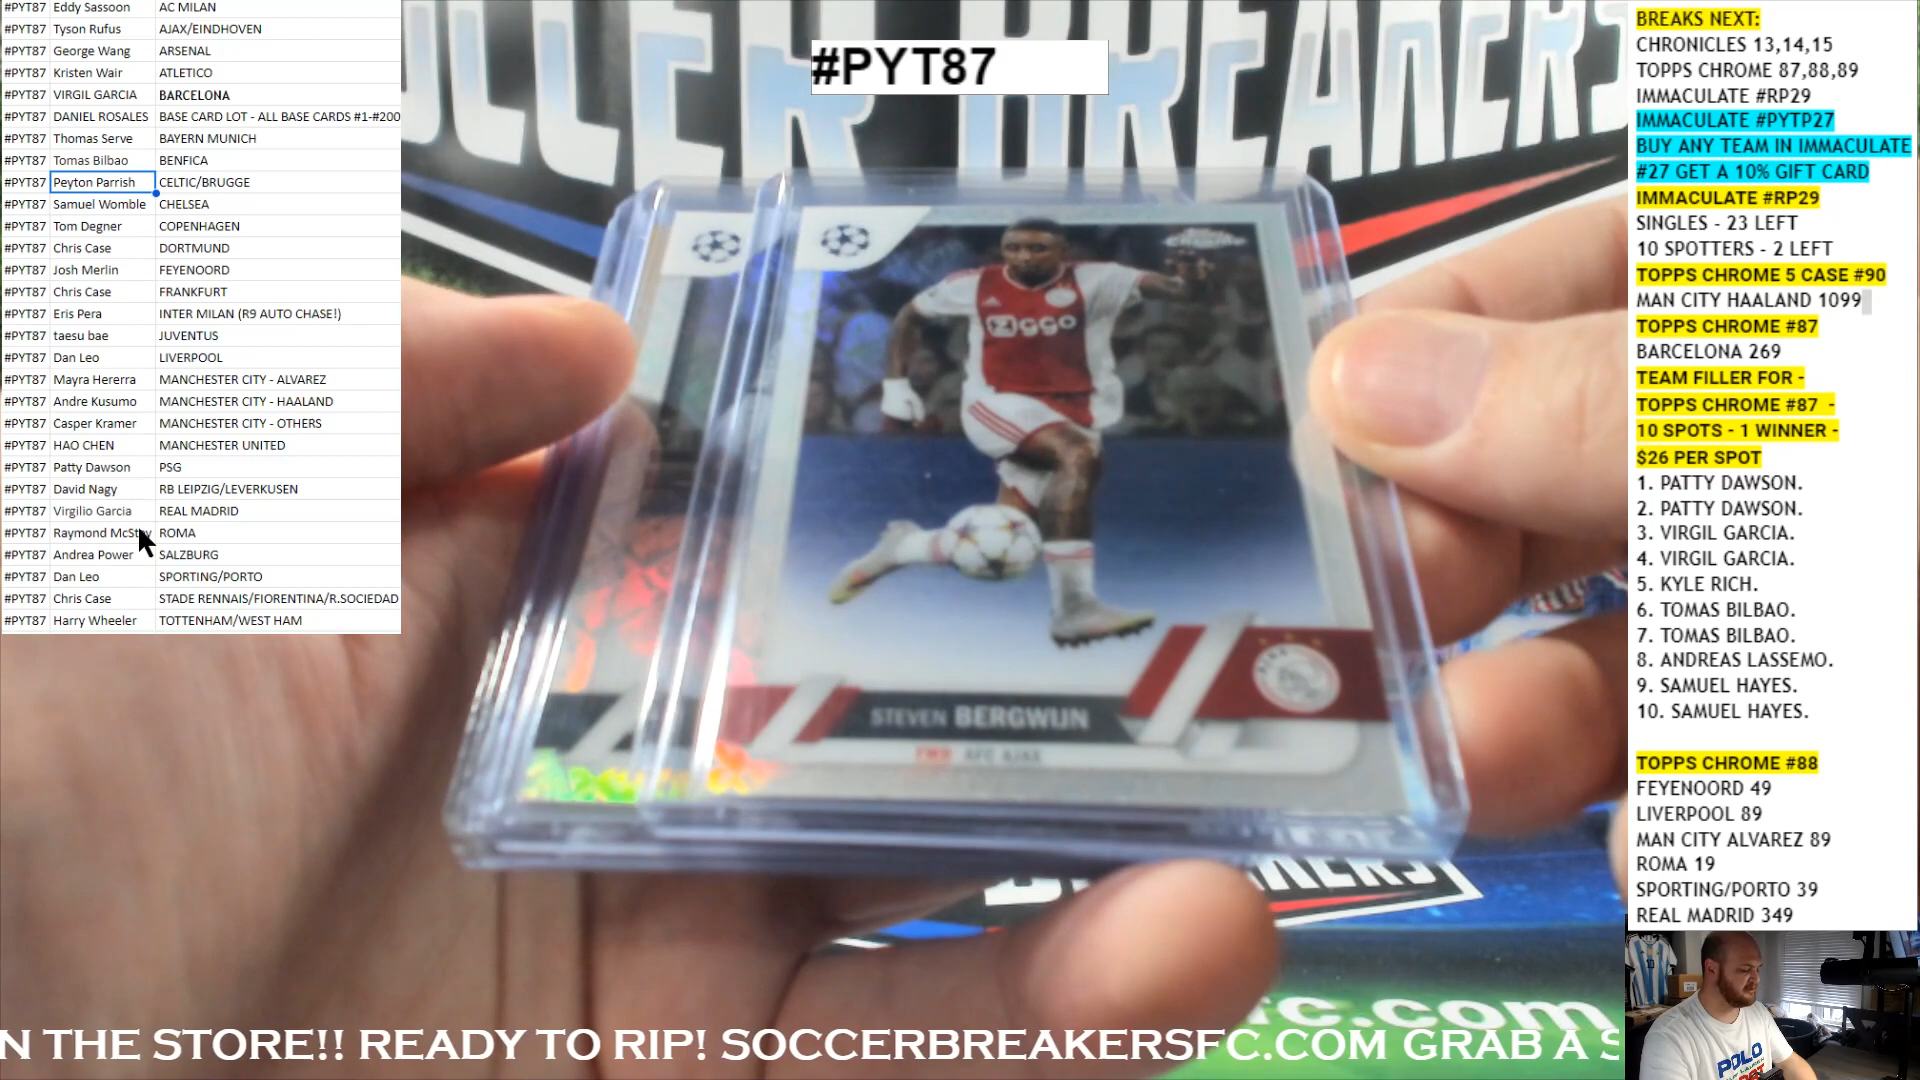 #PYT87 Eddy Sassoon AC MILAN
#PYT87 Tyson Rufus AJAX/EINDHOVEN
#PYT87 George Wang ARSENAL
#PYT87 Kristen Wair ATLETICO
#PYT87 VIRGIL GARCIA BARCELONA
#PYT87 DANIEL ROSALES BASE CARD LOT - ALL BASE CARDS #1-#200
#PYT87 Thomas Serve BAYERN MUNICH
#PYT87 Tomas Bilbao BENFICA
#PYT87 Peyton Parrish CELTIC/BRUGGE
#PYT87 Samuel Womble CHELSEA
#PYT87 Tom Degner COPENHAGEN
#PYT87 Chris Case DORTMUND
#PYT87 Josh Merlin FEYENOORD
#PYT87 Chris Case FRANKFURT
#PYT87 Eris Pera INTER MILAN (R9 AUTO CHASE!)
#PYT87 taesu bae JUVENTUS
#PYT87 Dan Leo LIVERPOOL
#PYT87 Mayra Hererra MANCHESTER CITY - ALVAREZ
#PYT87 Andre Kusumo MANCHESTER CITY - HAALAND
#PYT87 Casper Kramer MANCHESTER CITY - OTHERS
#PYT87 HAO CHEN MANCHESTER UNITED
#PYT87 Patty Dawson PSG
#PYT87 David Nagy RB LEIPZIG/LEVERKUSEN
#PYT87 Virgilio Garcia REAL MADRID
#PYT87 Raymond ROMA
#PYT87 Andrea Power SALZBURG
#PYT87 Dan Leo SPORTING/PORTO
#PYT87 Chris Case STADE RENNAIS/FIORENTINA/R.SOCIEDAD
#PYT87 Harry Wheeler TOTTENHAM/WEST HAM
#PYT87
Chrome
Ziggo
STEVEN BERGWIJN
FWD AFC AJAX
BREAKS NEXT:
CHRONICLES 13,14,15
TOPPS CHROME 87,88,89
IMMACULATE #RP29
IMMACULATE #PYTP27
BUY ANY TEAM IN IMMACULATE
#27 GET A 10% GIFT CARD
IMMACULATE #RP29
SINGLES - 23 LEFT
10 SPOTTERS - 2 LEFT
TOPPS CHROME 5 CASE #90
MAN CITY HAALAND 1099
TOPPS CHROME #87
BARCELONA 269
TEAM FILLER FOR -
TOPPS CHROME #87 -
10 SPOTS - 1 WINNER -
$26 PER SPOT
1. PATTY DAWSON.
2. PATTY DAWSON.
3. VIRGIL GARCIA.
4. VIRGIL GARCIA.
5. KYLE RICH.
6. TOMAS BILBAO.
7. TOMAS BILBAO.
8. ANDREAS LASSEMO.
9. SAMUEL HAYES.
10. SAMUEL HAYES.
TOPPS CHROME #88
FEYENOORD 49
LIVERPOOL 89
MAN CITY ALVAREZ 89
ROMA 19
SPORTING/PORTO 39
REAL MADRID 349
POLO
N THE STORE!! READY TO RIP! SOCCERBREAKERSFC.COM GRAB A S